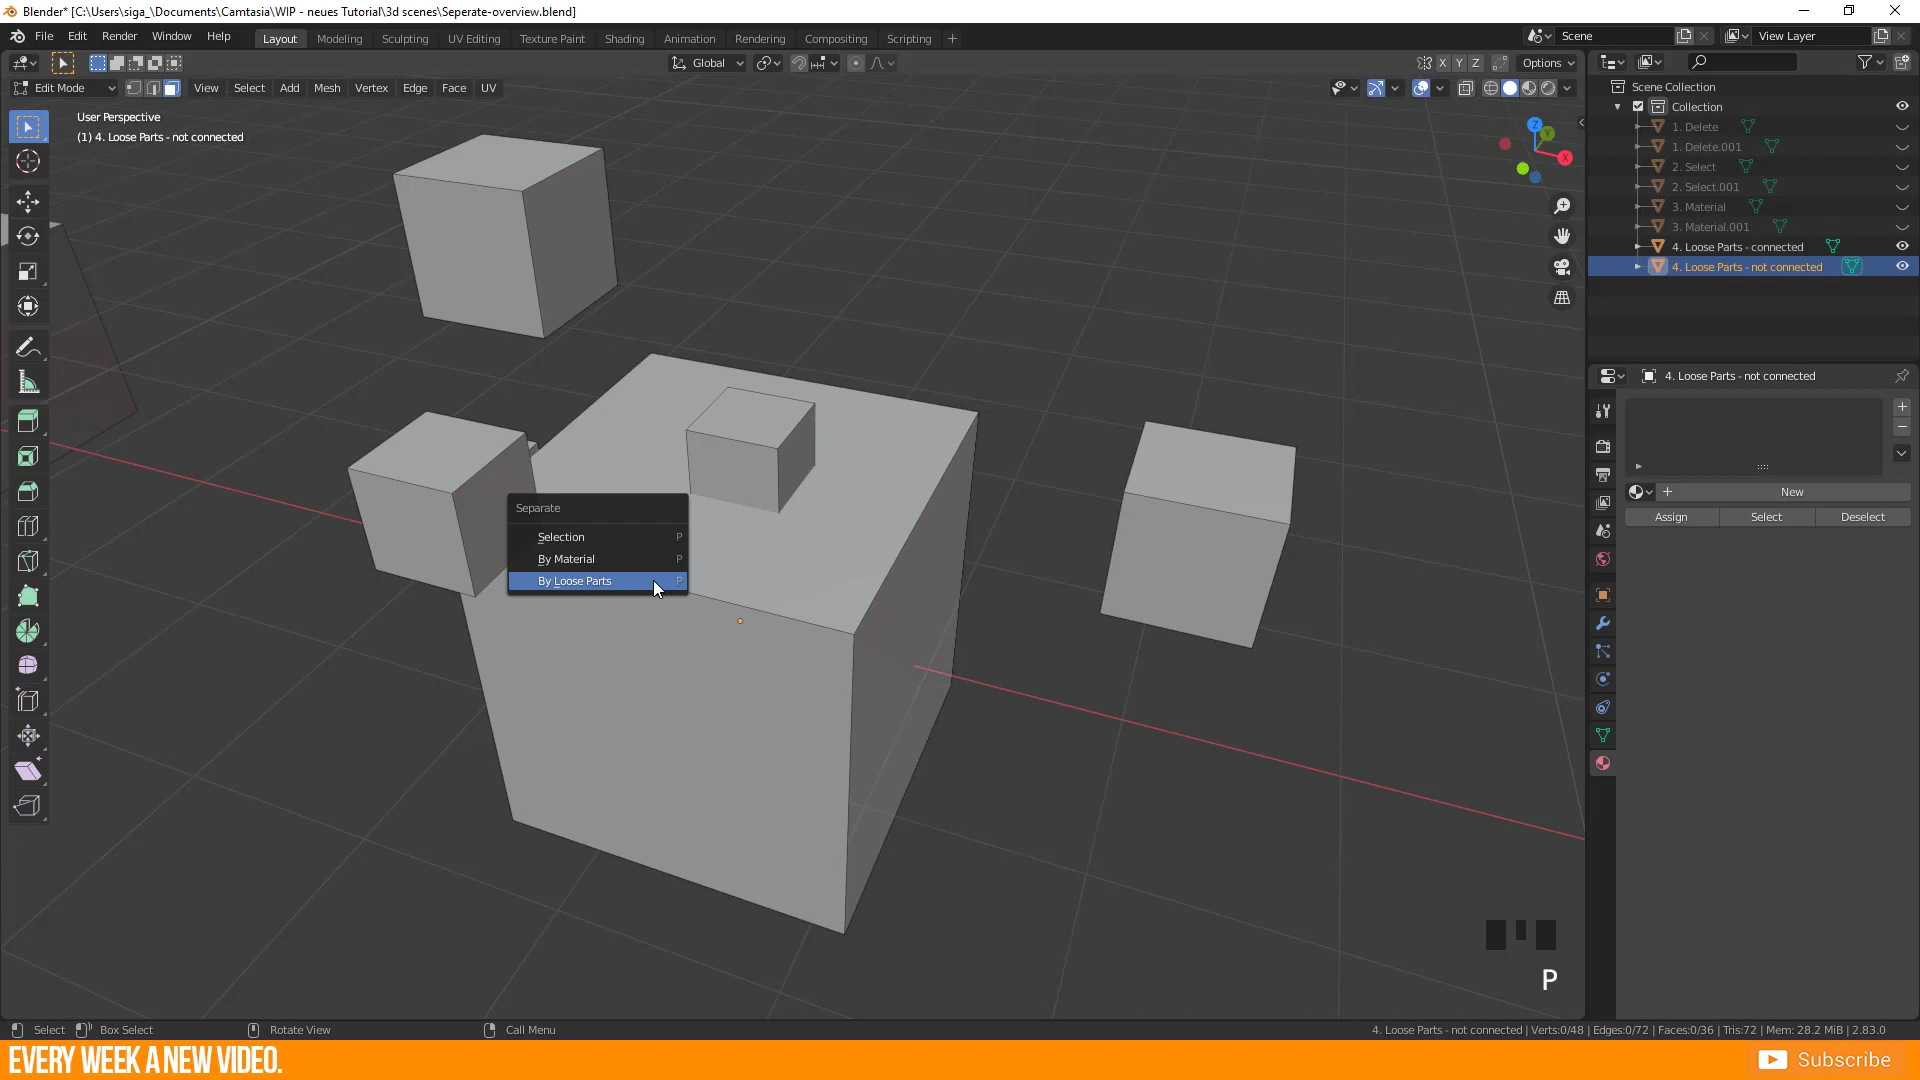 Blender* [C:\Users\siga_\Documents\Camtasia\WIP - neues Tutorial\3d scenes\Seperate-overview.blend]
File Edit Render Window Help Layout Modeling Sculpting UV Editing Texture Paint Shading Animation Rendering Compositing Scripting + Scene View Layer
Global X Y Z Options
Edit Mode View Select Add Mesh Vertex Edge Face UV
User Perspective
(1) 4. Loose Parts - not connected
Z
Y
X
Scene Collection
Collection
1. Delete
1. Delete.001
2. Select
2. Select.001
3. Material
3. Material.001
4. Loose Parts - connected
4. Loose Parts - not connected
4. Loose Parts - not connected
New
Assign Select Deselect
Separate
Selection P
By Material P
By Loose Parts P
P
Select Box Select Rotate View Call Menu 4. Loose Parts - not connected | Verts:0/48 | Edges:0/72 | Faces:0/36 | Tris:72 | Mem: 28.2 MiB | 2.83.0
EVERY WEEK A NEW VIDEO.
Subscribe